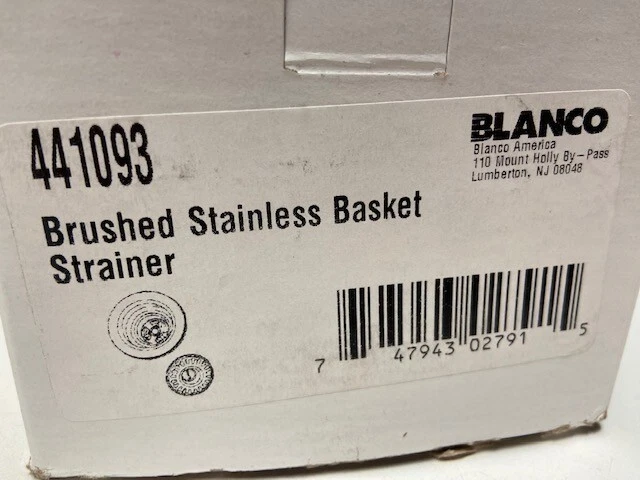 441093
BLANCO
Blanco America
110 Mount Holly By-Pass
Lumberton, NJ 08048
Brushed Stainless Basket
Strainer
7 47943 02791 5